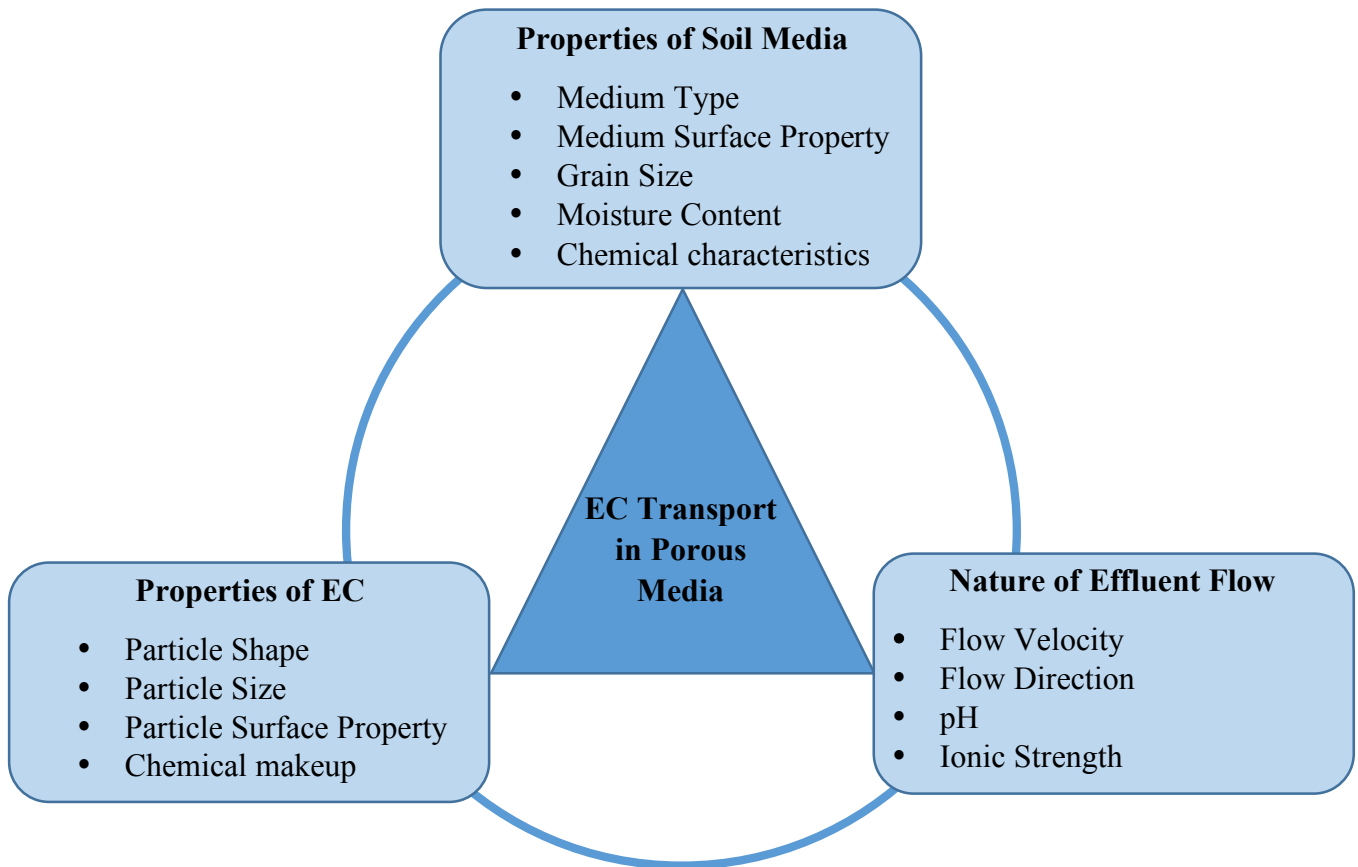 Properties of Soil Media
• Medium Type
• Medium Surface Property
• Grain Size
• Moisture Content
• Chemical characteristics
EC Transport
in Porous
Media
Properties of EC
• Particle Shape
• Particle Size
• Particle Surface Property
• Chemical makeup
Nature of Effluent Flow
• Flow Velocity
• Flow Direction
• pH
• Ionic Strength